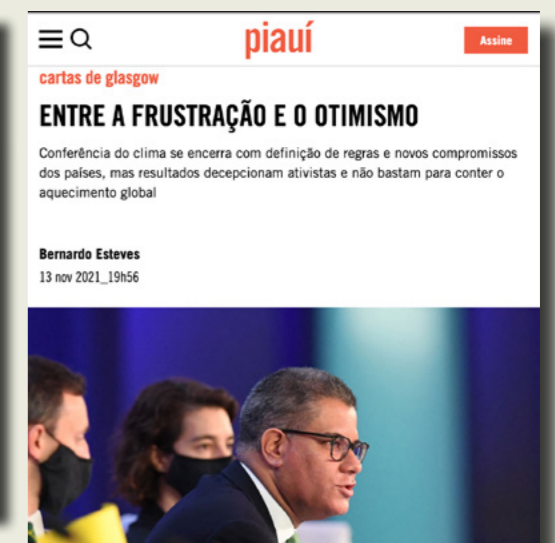 piauí
Assine
cartas de glasgow
ENTRE A FRUSTRAÇÃO E O OTIMISMO
Conferência do clima se encerra com definição de regras e novos compromissos
dos países, mas resultados decepcionam ativistas e não bastam para conter o
aquecimento global
Bernardo Esteves
13 nov 2021_19h56